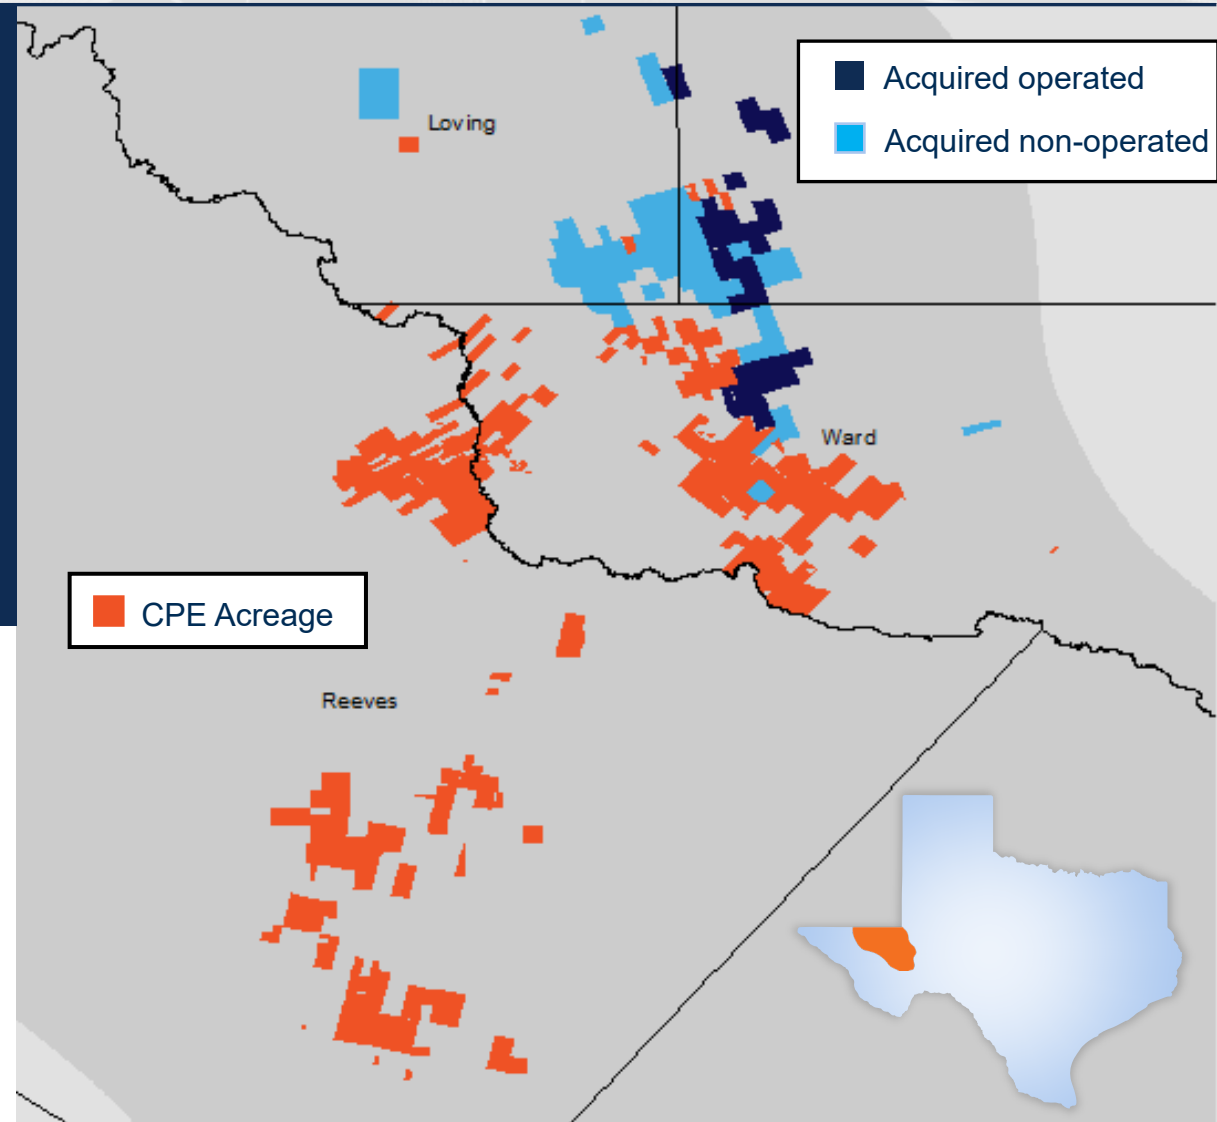 Acquired operated
Acquired non-operated
Loving
Ward
CPE Acreage
Reeves